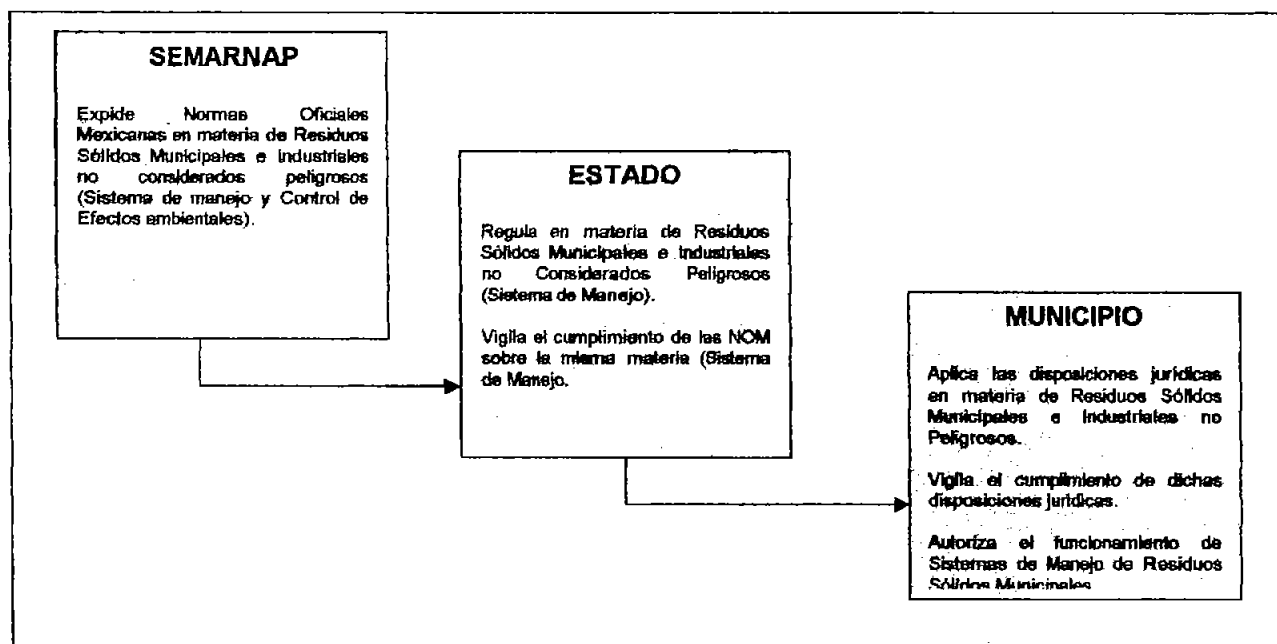 SEMARNAP
Expide Normas Oficiales
Mexicanas en materia de Residuos
Sólidos Municipales e Industriales
no considerados peligrosos
(Sistema de manejo y Control de
Efectos ambientales).
ESTADO
Regula en materia de Residuos
Sólidos Municipales e Industriales
no Considerados Peligrosos
(Sistema de Manejo).
Vigila el cumplimiento de las NOM
sobre la misma materia (Sistema
de Manejo.
MUNICIPIO
Aplica las disposiciones jurídicas
en materia de Residuos Sólidos
Municipales e Industriales no
Peligrosos.
Vigila el cumplimiento de dichas
disposiciones jurídicas.
Autoriza el funcionamiento de
Sistemas de Manejo de Residuos
Sólidos Municipales